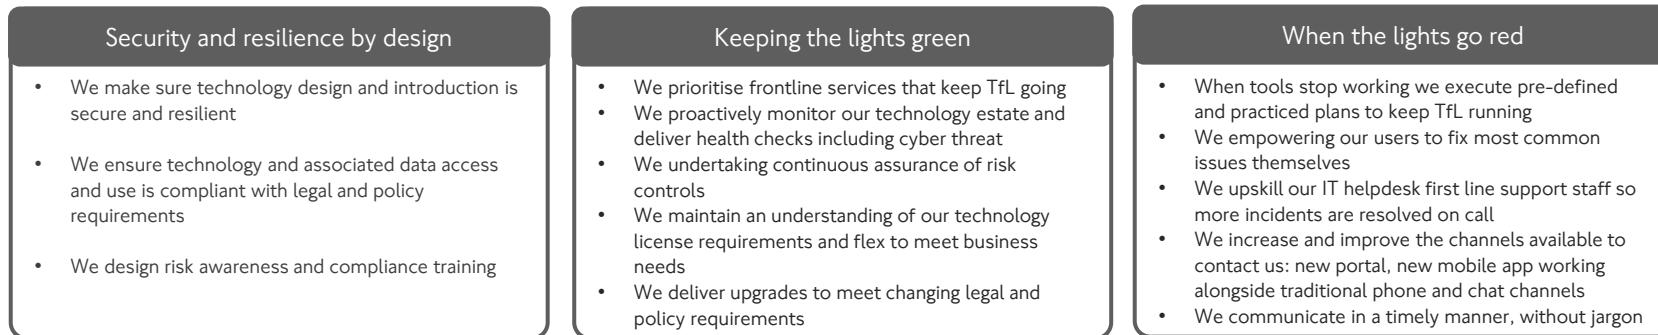 Security and resilience by design
• We make sure technology design and introduction is
secure and resilient
• We ensure technology and associated data access
and use is compliant with legal and policy
requirements
• We design risk awareness and compliance training
Keeping the lights green
• We prioritise frontline services that keep TfL going
• We proactively monitor our technology estate and
deliver health checks including cyber threat
• We undertaking continuous assurance of risk
controls
• We maintain an understanding of our technology
license requirements and flex to meet business
needs
• We deliver upgrades to meet changing legal and
policy requirements
When the lights go red
• When tools stop working we execute pre-defined
and practiced plans to keep TfL running
• We empowering our users to fix most common
issues themselves
• We upskill our IT helpdesk first line support staff so
more incidents are resolved on call
• We increase and improve the channels available to
contact us: new portal, new mobile app working
alongside traditional phone and chat channels
• We communicate in a timely manner, without jargon